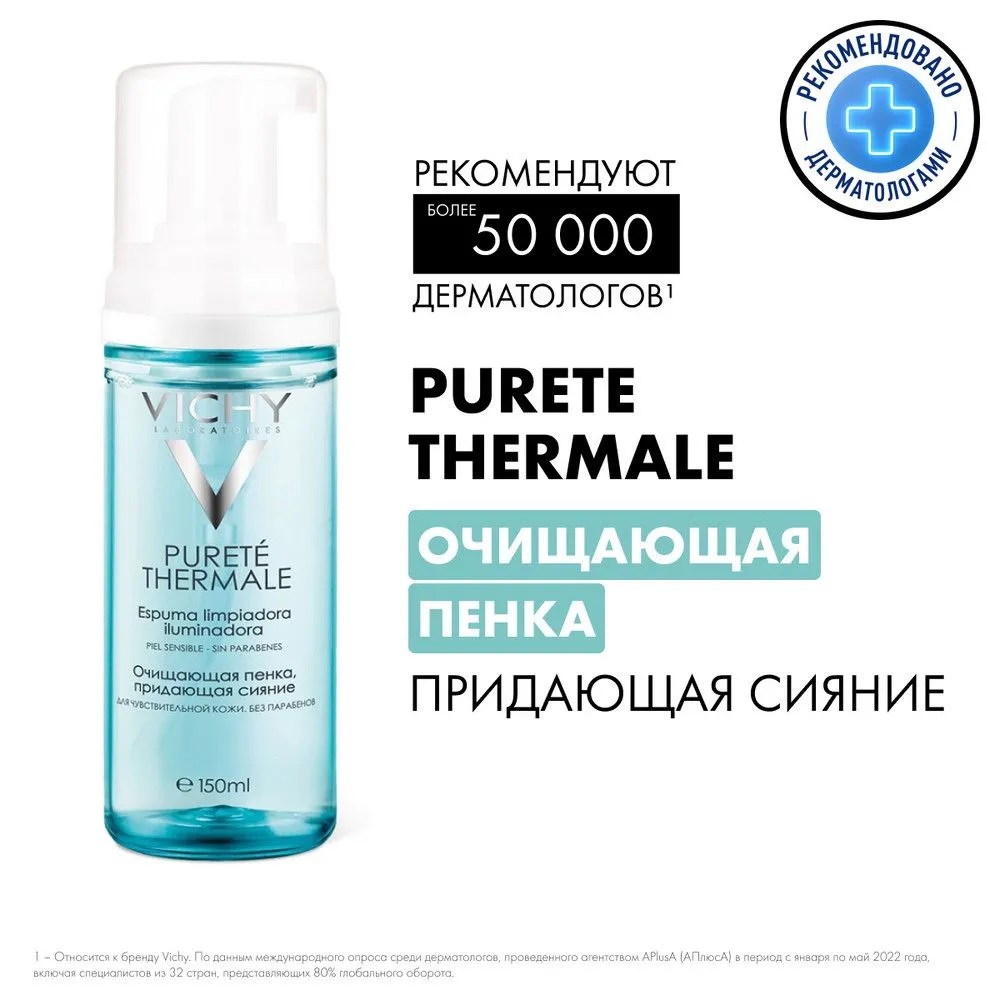 РЕКОМЕНДОВАНО
ДЕРМАТОЛОГАМИ
РЕКОМЕНДУЮТ
БОЛЕЕ 50 000
ДЕРМАТОЛОГОВ¹
PURETE
THERMALE
ОЧИЩАЮЩАЯ
ПЕНКА
ПРИДАЮЩАЯ СИЯНИЕ
VICHY
LABORATOIRES
PURETÉ
THERMALE
Espuma limpiadora
iluminadora
PIEL SENSIBLE - SIN PARABENES
Очищающая пенка,
придающая сияние
ДЛЯ ЧУВСТВИТЕЛЬНОЙ КОЖИ. БЕЗ ПАРАБЕНОВ
℮ 150ml
1 – Относится к бренду Vichy. По данным международного опроса среди дерматологов, проведенного агентством APlusA (АПлюсА) в период с января по май 2022 года,
включая специалистов из 32 стран, представляющих 80% глобального оборота.